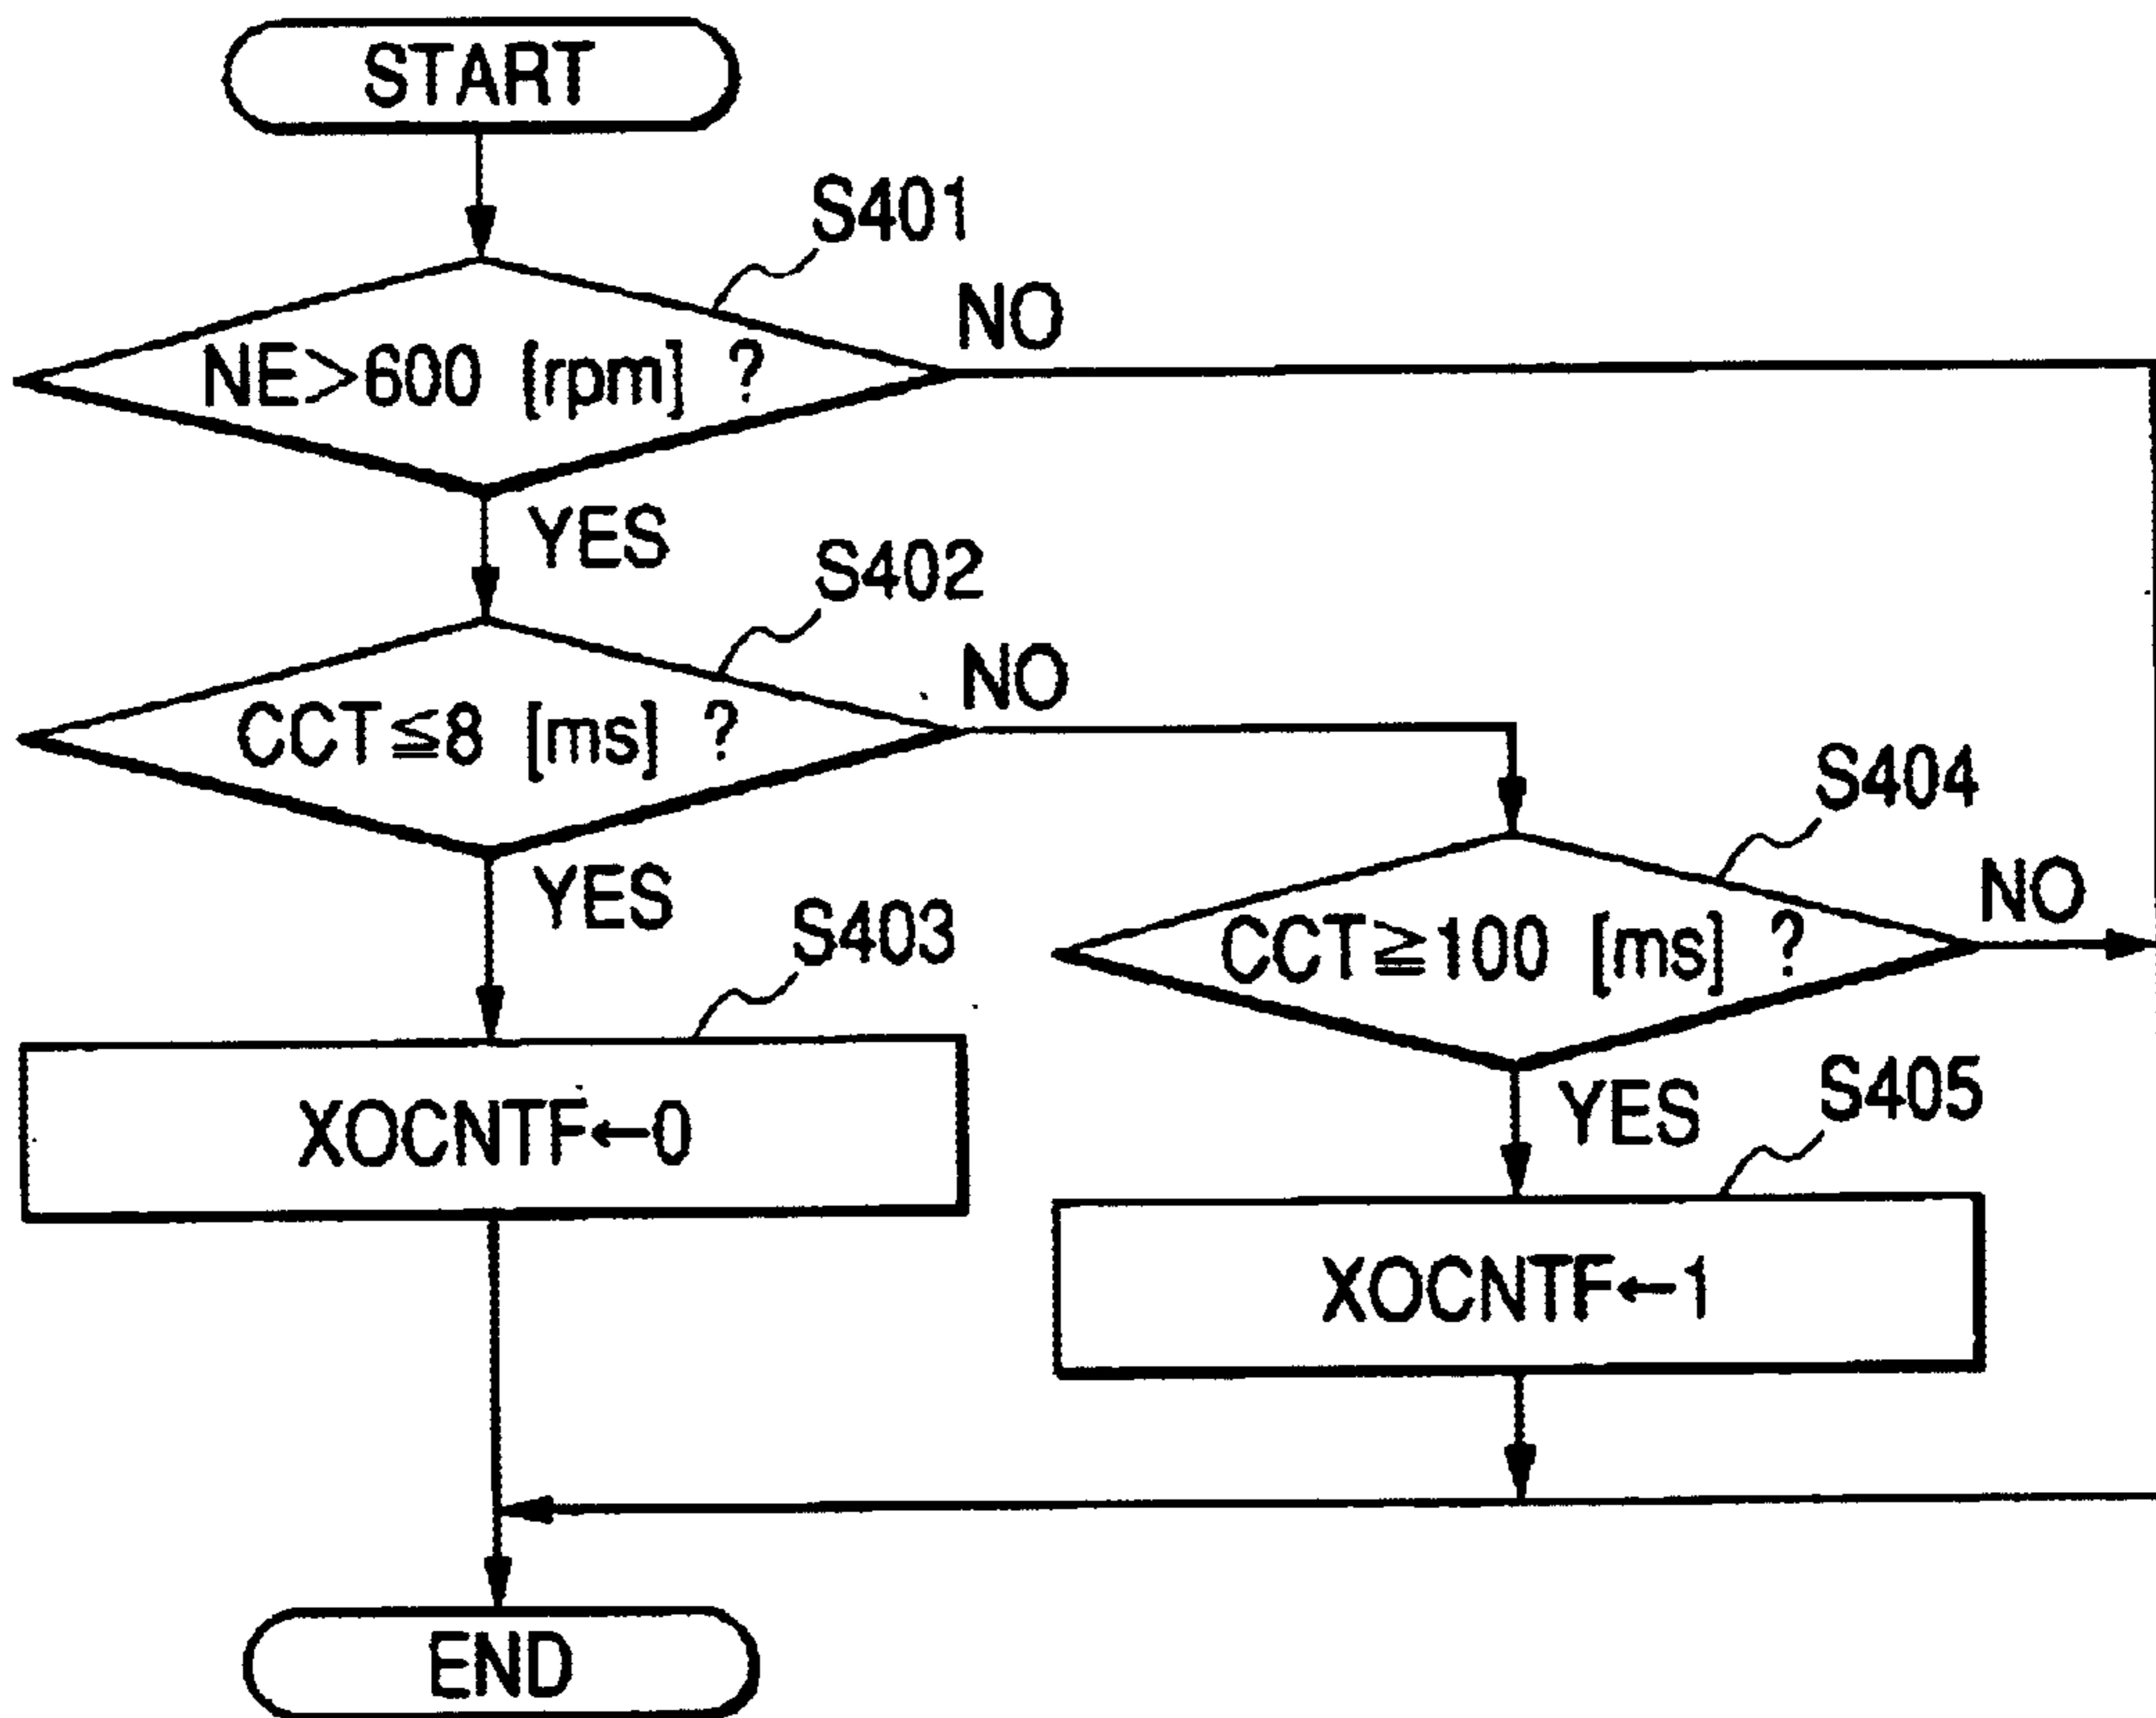 START
S401
NO
NE>600 [rpm] ?
YES
S402
NO
CCT≦8 [ms] ?
S404
YES
NO
S403
CCT≧100 [ms] ?
YES
S405
XOCNTF←0
XOCNTF←1
END